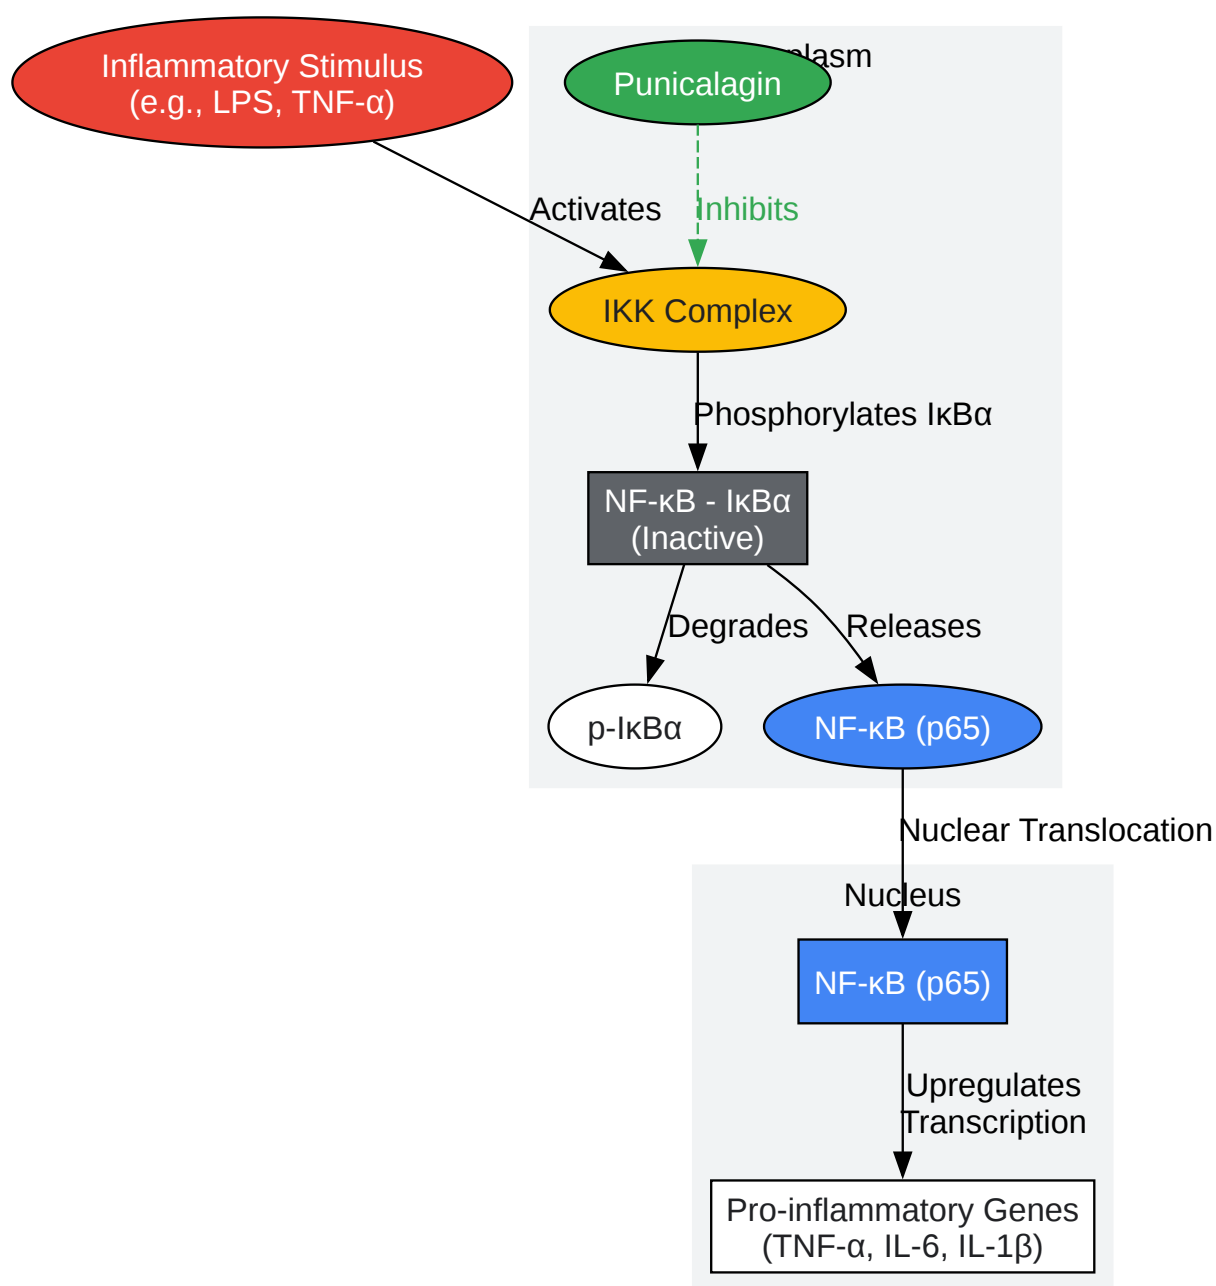 Inflammatory Stimulus
(e.g., LPS, TNF-α)
plasm
Punicalagin
Activates
Inhibits
IKK Complex
Phosphorylates IκBα
NF-κB - IκBα
(Inactive)
Degrades
Releases
p-IκBα
NF-κB (p65)
Nuclear Translocation
Nucleus
NF-κB (p65)
Upregulates
Transcription
Pro-inflammatory Genes
(TNF-α, IL-6, IL-1β)